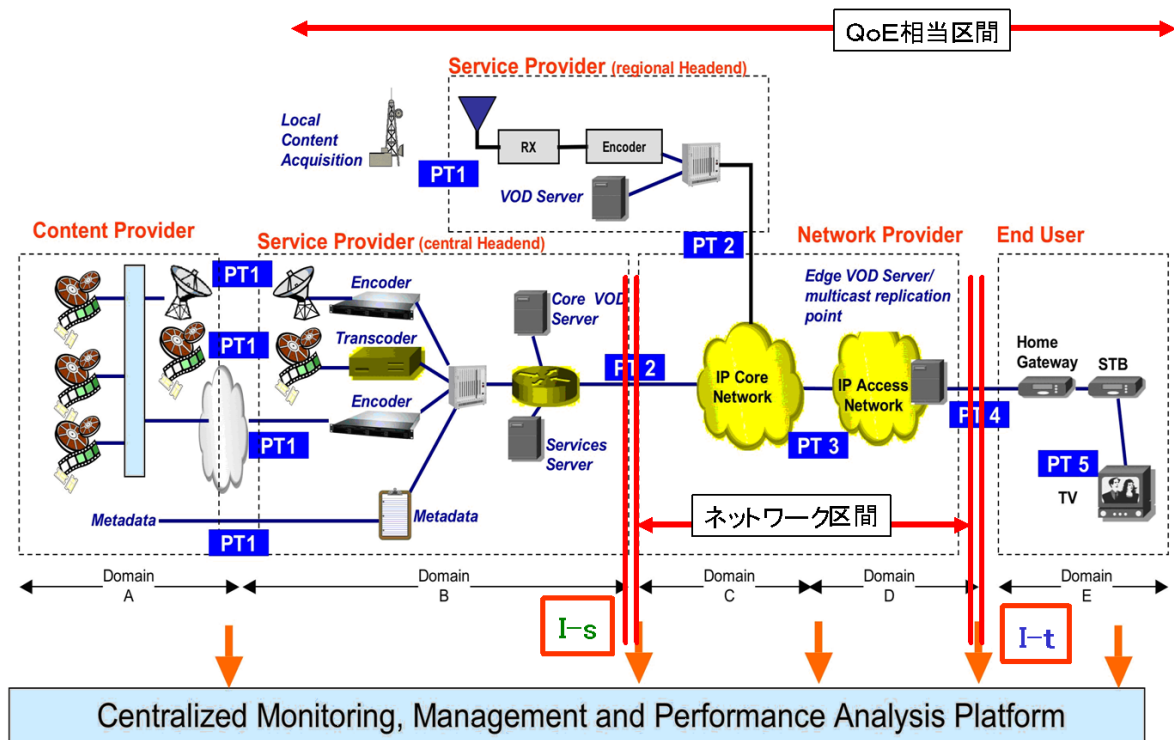 QoE相当区間
Service Provider (regional Headend)
Local
Content
Acquisition
RX
Encoder
PT1
VOD Server
Content Provider
Service Provider (central Headend)
PT 2
Network Provider
End User
PT1
Encoder
Core VOD
Server
Edge VOD Server/
multicast replication
point
PT1
Transcoder
Home
Gateway
STB
PT 2
IP Core
Network
IP Access
Network
Encoder
PT1
PT 3
PT 4
Services
Server
PT 5
TV
ネットワーク区間
Metadata
Metadata
PT1
Domain
A
Domain
B
Domain
C
Domain
D
Domain
E
I-s
I-t
Centralized Monitoring, Management and Performance Analysis Platform